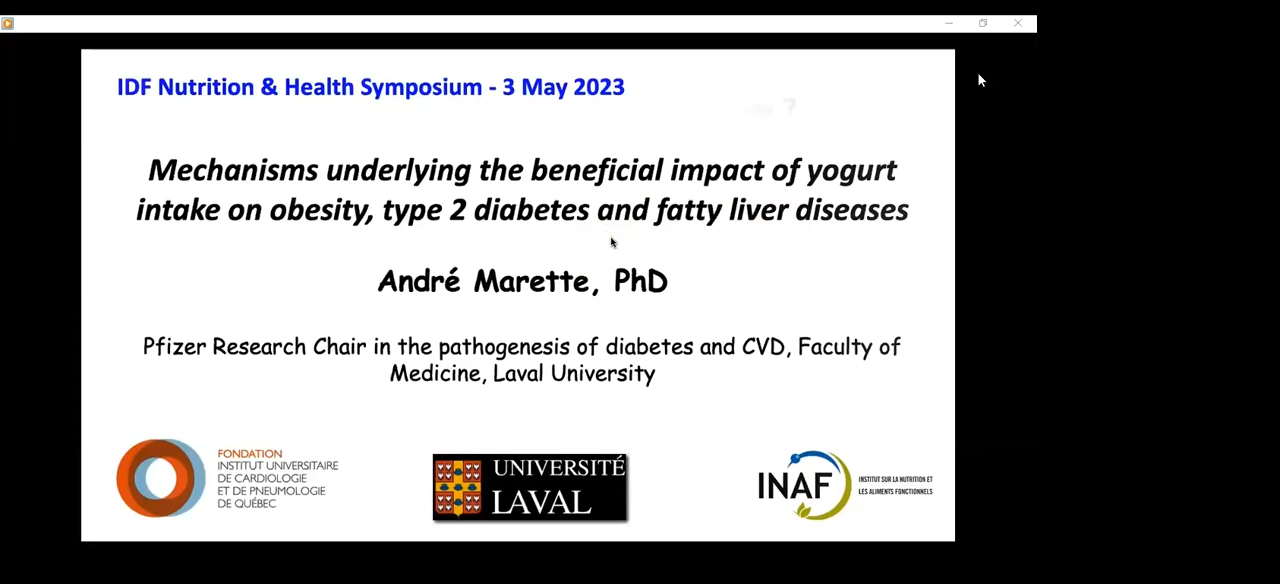 IDF Nutrition & Health Symposium - 3 May 2023
Mechanisms underlying the beneficial impact of yogurt
intake on obesity, type 2 diabetes and fatty liver diseases
André Marette, PhD
Pfizer Research Chair in the pathogenesis of diabetes and CVD, Faculty of
Medicine, Laval University
FONDATION
INSTITUT UNIVERSITAIRE
DE CARDIOLOGIE
ET DE PNEUMOLOGIE
DE QUÉBEC
UNIVERSITÉ
LAVAL
INAF
INSTITUT SUR LA NUTRITION ET
LES ALIMENTS FONCTIONNELS